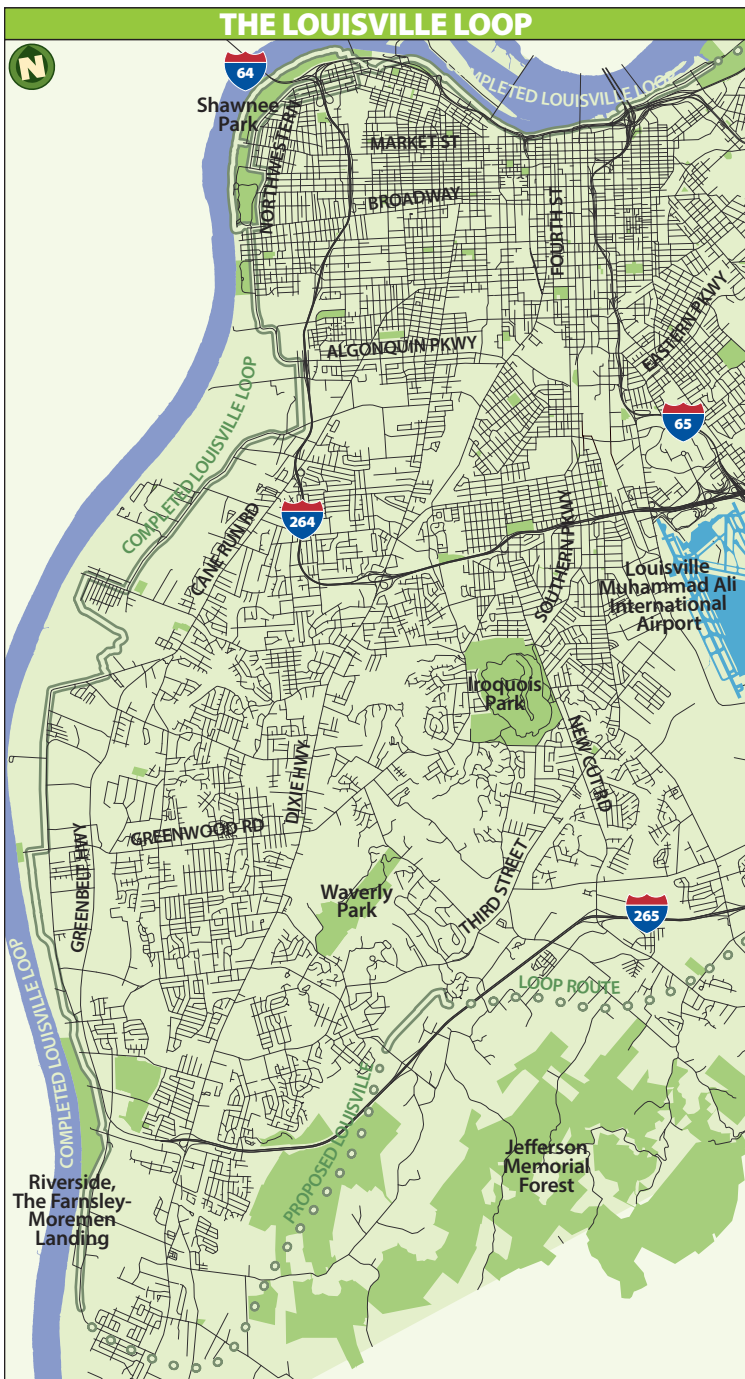 THE LOUISVILLE LOOP
N
64
COMPLETED LOUISVILLE LOOP
Shawnee
Park
MARKET ST
NORTHWESTERN
BROADWAY
FOURTH ST
EASTERN PKWY
ALGONQUIN PKWY
65
COMPLETED LOUISVILLE LOOP
264
CANE RUN RD
SOUTHERN PKWY
Louisville
Muhammad Ali
International
Airport
Iroquois
Park
NEW CUT RD
DIXIE HWY
GREENWOOD RD
GREENBELT HWY
Waverly
Park
THIRD STREET
265
LOOP ROUTE
COMPLETED LOUISVILLE LOOP
PROPOSED LOUISVILLE
Jefferson
Memorial
Forest
Riverside,
The Farnsley-
Moremen
Landing